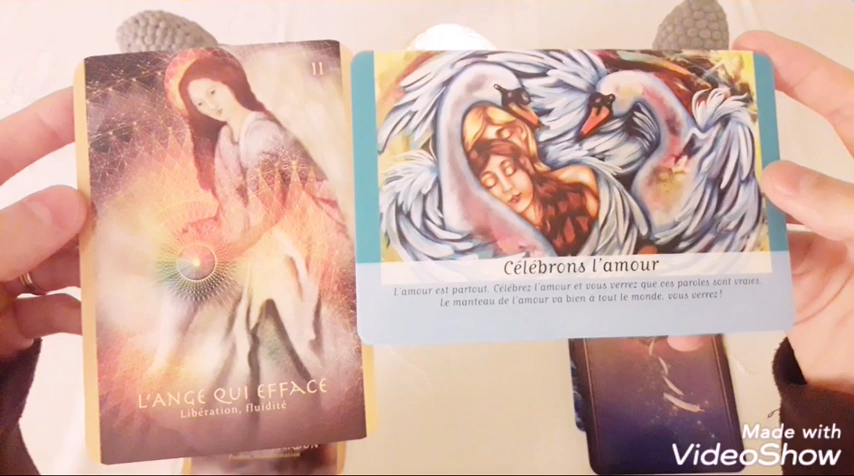 11
L'ANGE QUI EFFACE
Libération, fluidité
Célébrons l'amour
L'amour est partout. Célébrez l'amour et vous verrez que ces paroles sont vraies.
Le manteau de l'amour va bien à tout le monde, vous verrez !
Made with
VideoShow